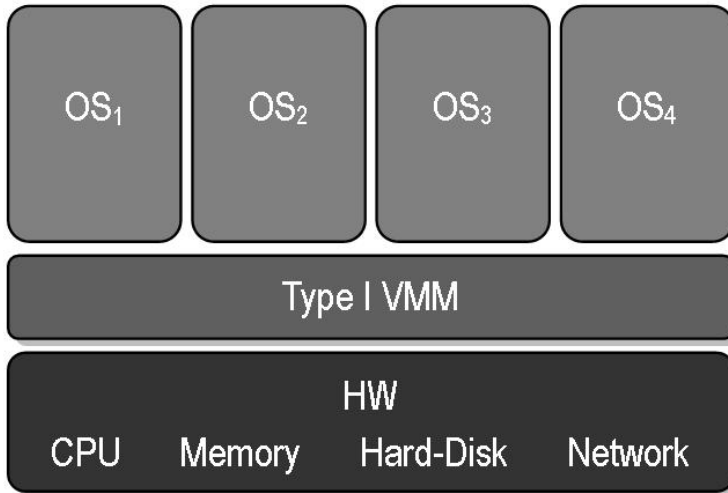 OS₁ OS₂ OS₃ OS₄
Type I VMM
HW
CPU Memory Hard-Disk Network